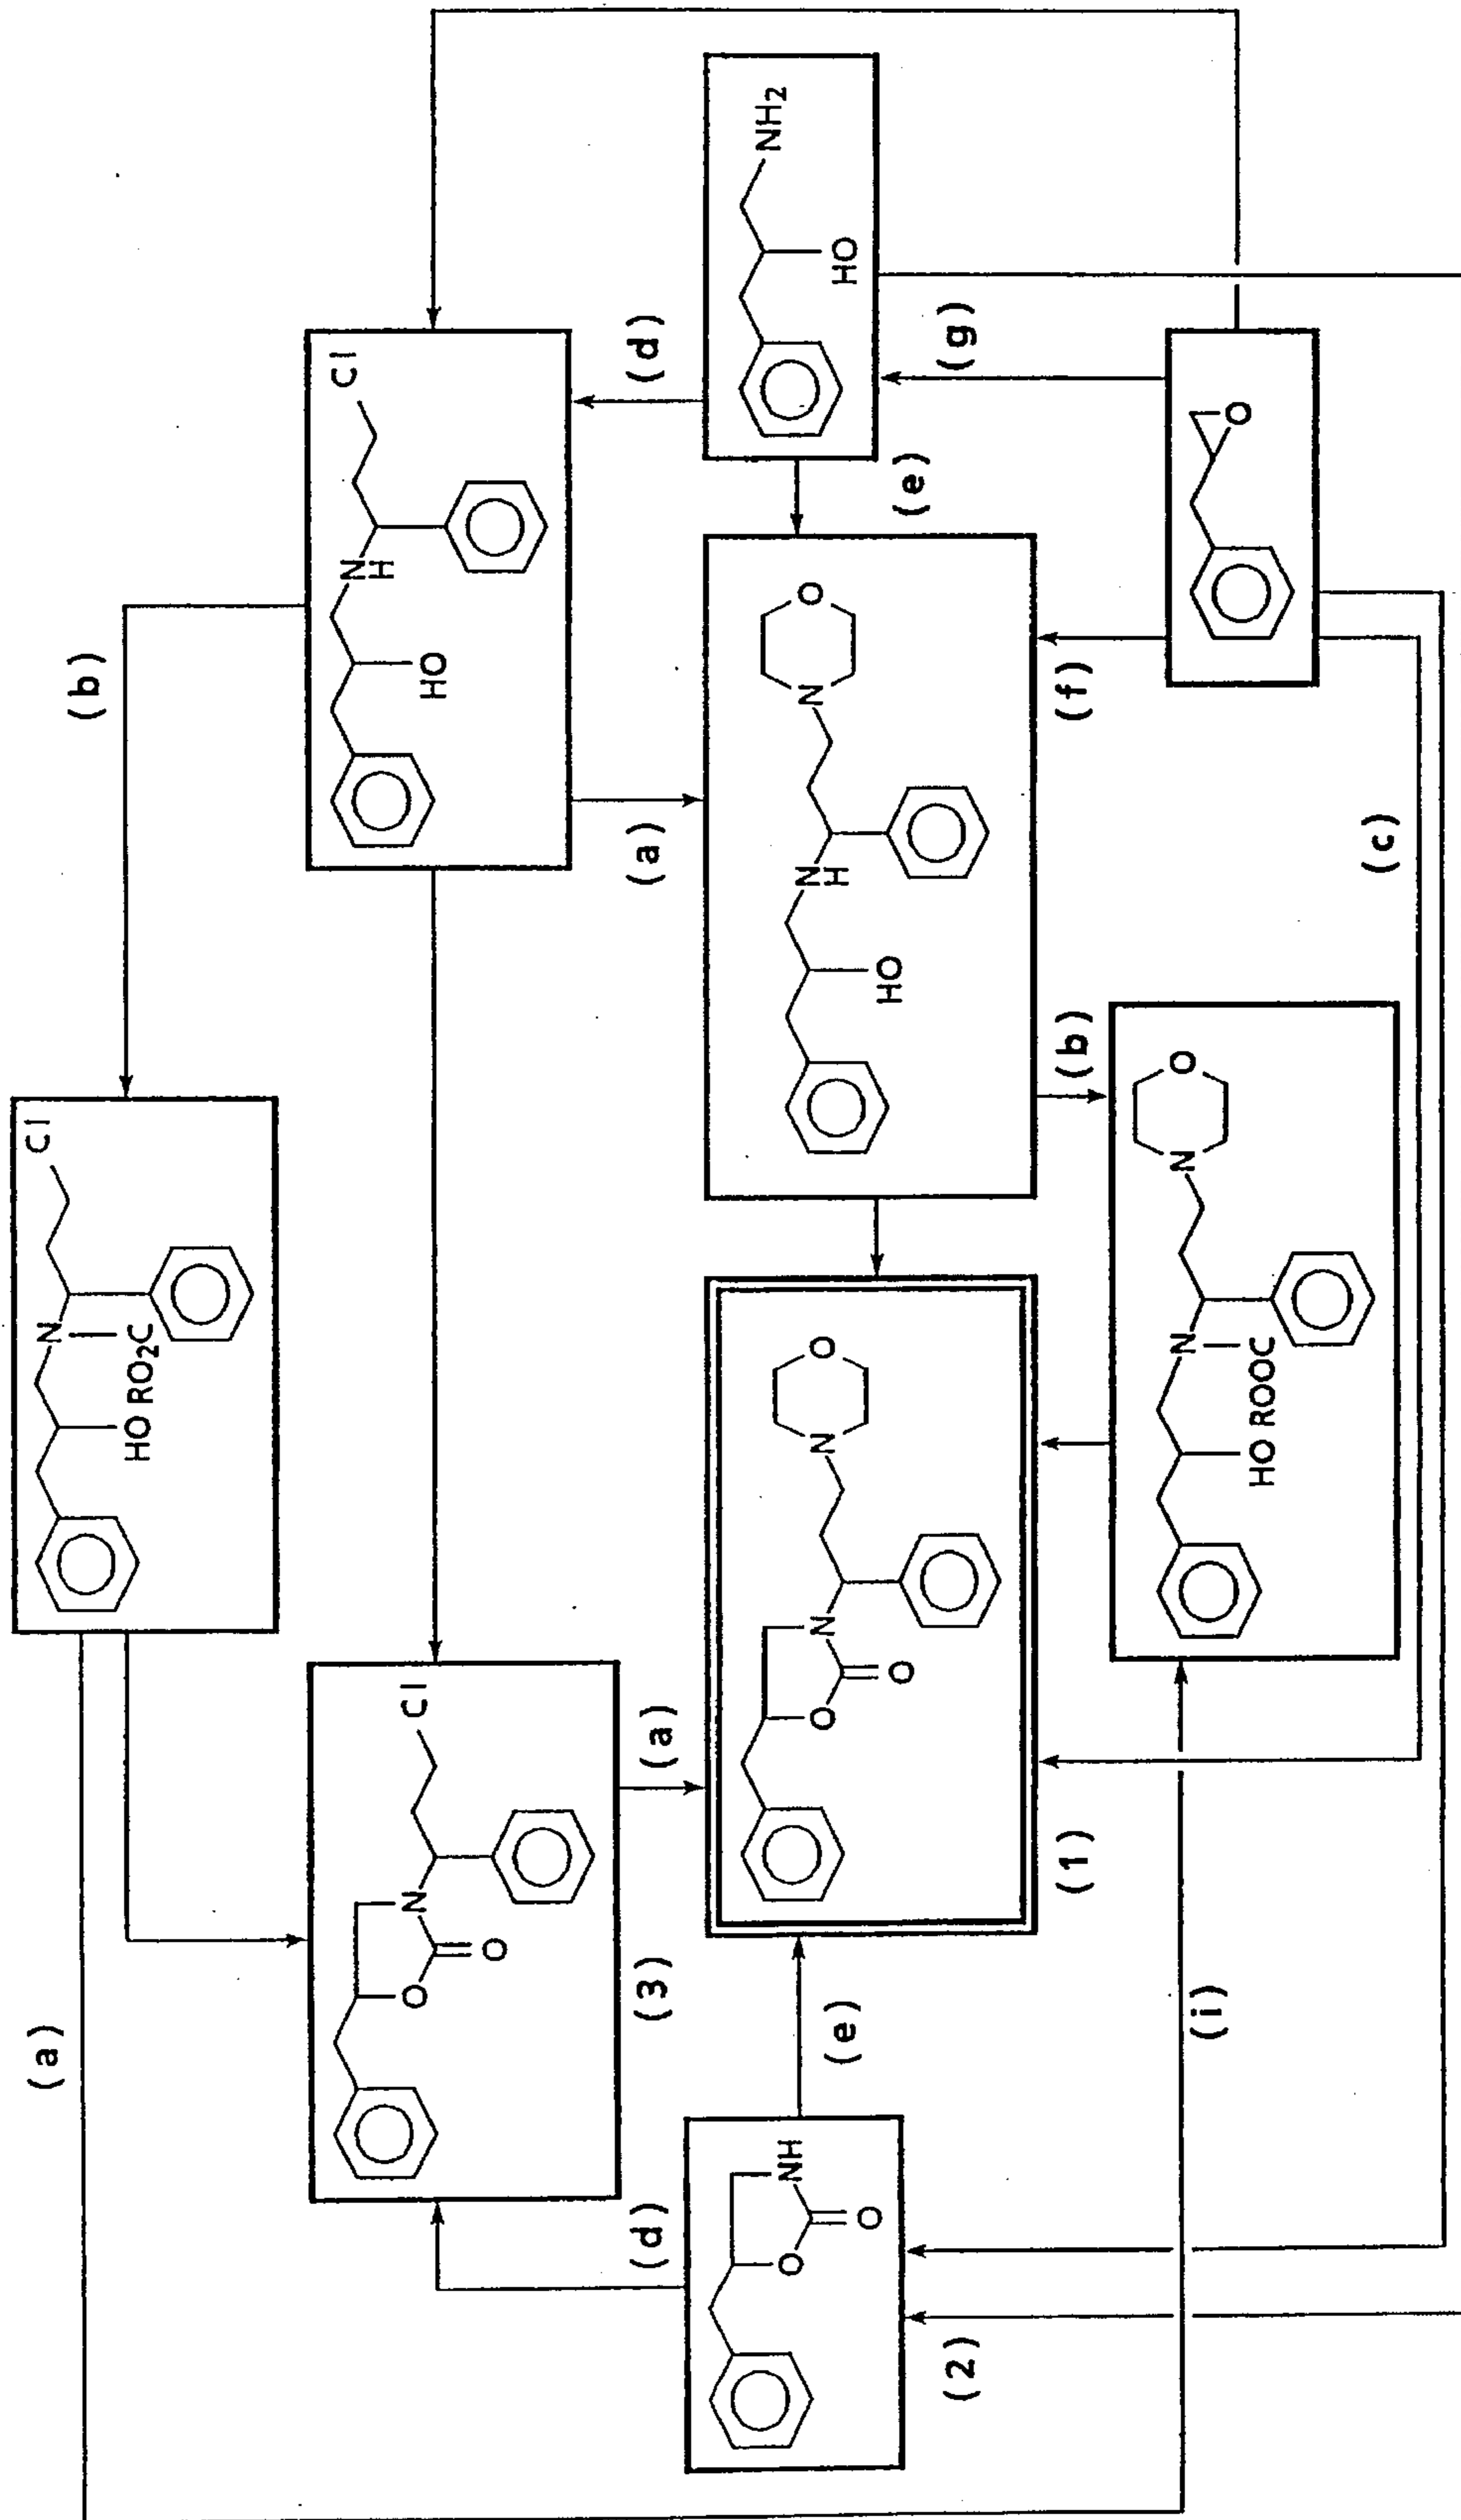 (a)
Cl
N
HO RO2C
(b)
Cl
N
H
HO
Cl
O N
O
(3)
(d)
(a)
(a)
(d)
NH2
HO
O NH
O
(2)
(e)
O N N O
O
(1)
N O
N
H
HO
(e)
(g)
(b)
(f)
N N O
HO ROOC
(i)
O
(c)